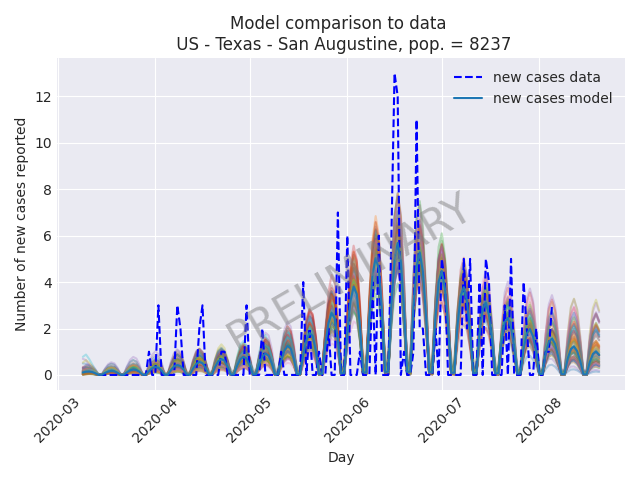 Model comparison to data
US - Texas - San Augustine, pop. = 8237
new cases data
new cases model
Number of new cases reported
12
10
8
6
4
2
0
PRELIMINARY
2020-03
2020-04
2020-05
2020-06
2020-07
2020-08
Day